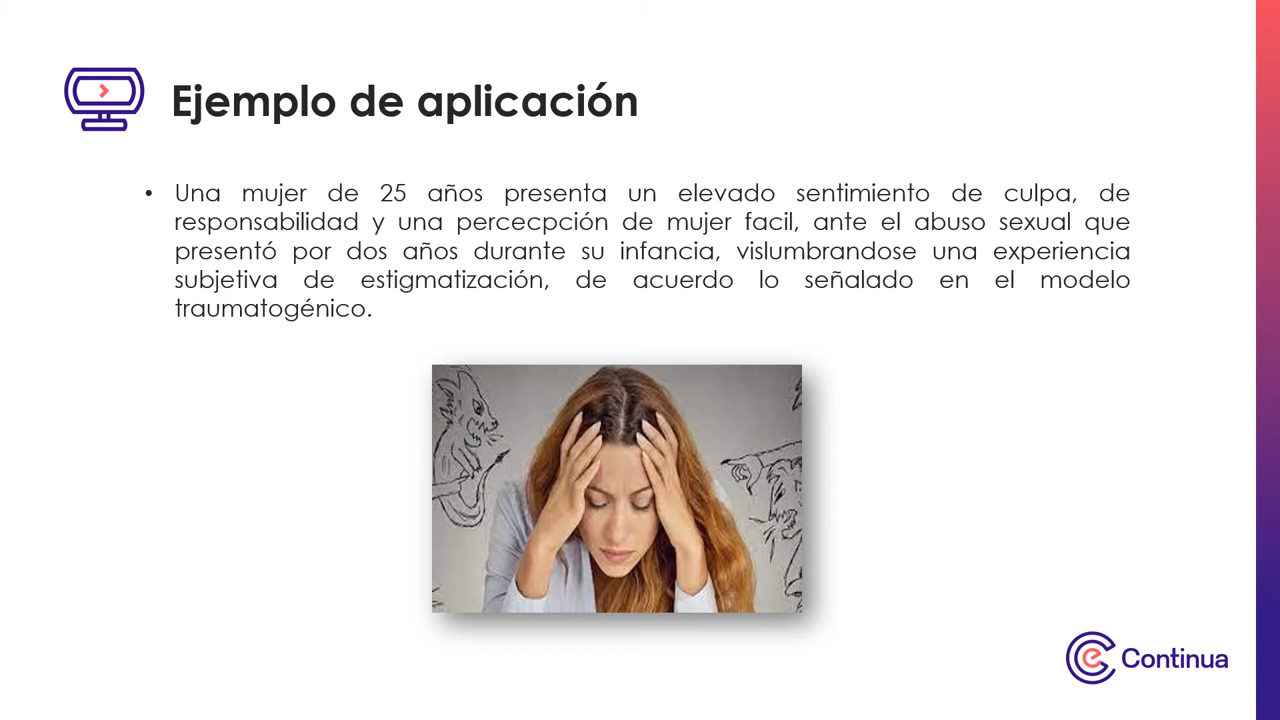 Ejemplo de aplicación
• Una mujer de 25 años presenta un elevado sentimiento de culpa, de
responsabilidad y una percecpción de mujer facil, ante el abuso sexual que
presentó por dos años durante su infancia, vislumbrandose una experiencia
subjetiva de estigmatización, de acuerdo lo señalado en el modelo
traumatogénico.
Continua